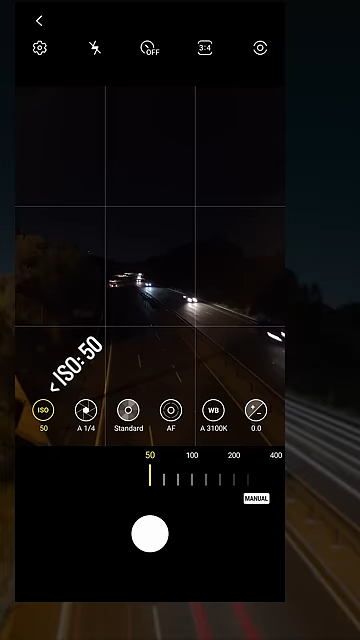 OFF
3:4
< ISO: 50
ISO
WB
50
A 1/4
Standard
AF
A 3100K
0.0
50
100
200
400
MANUAL